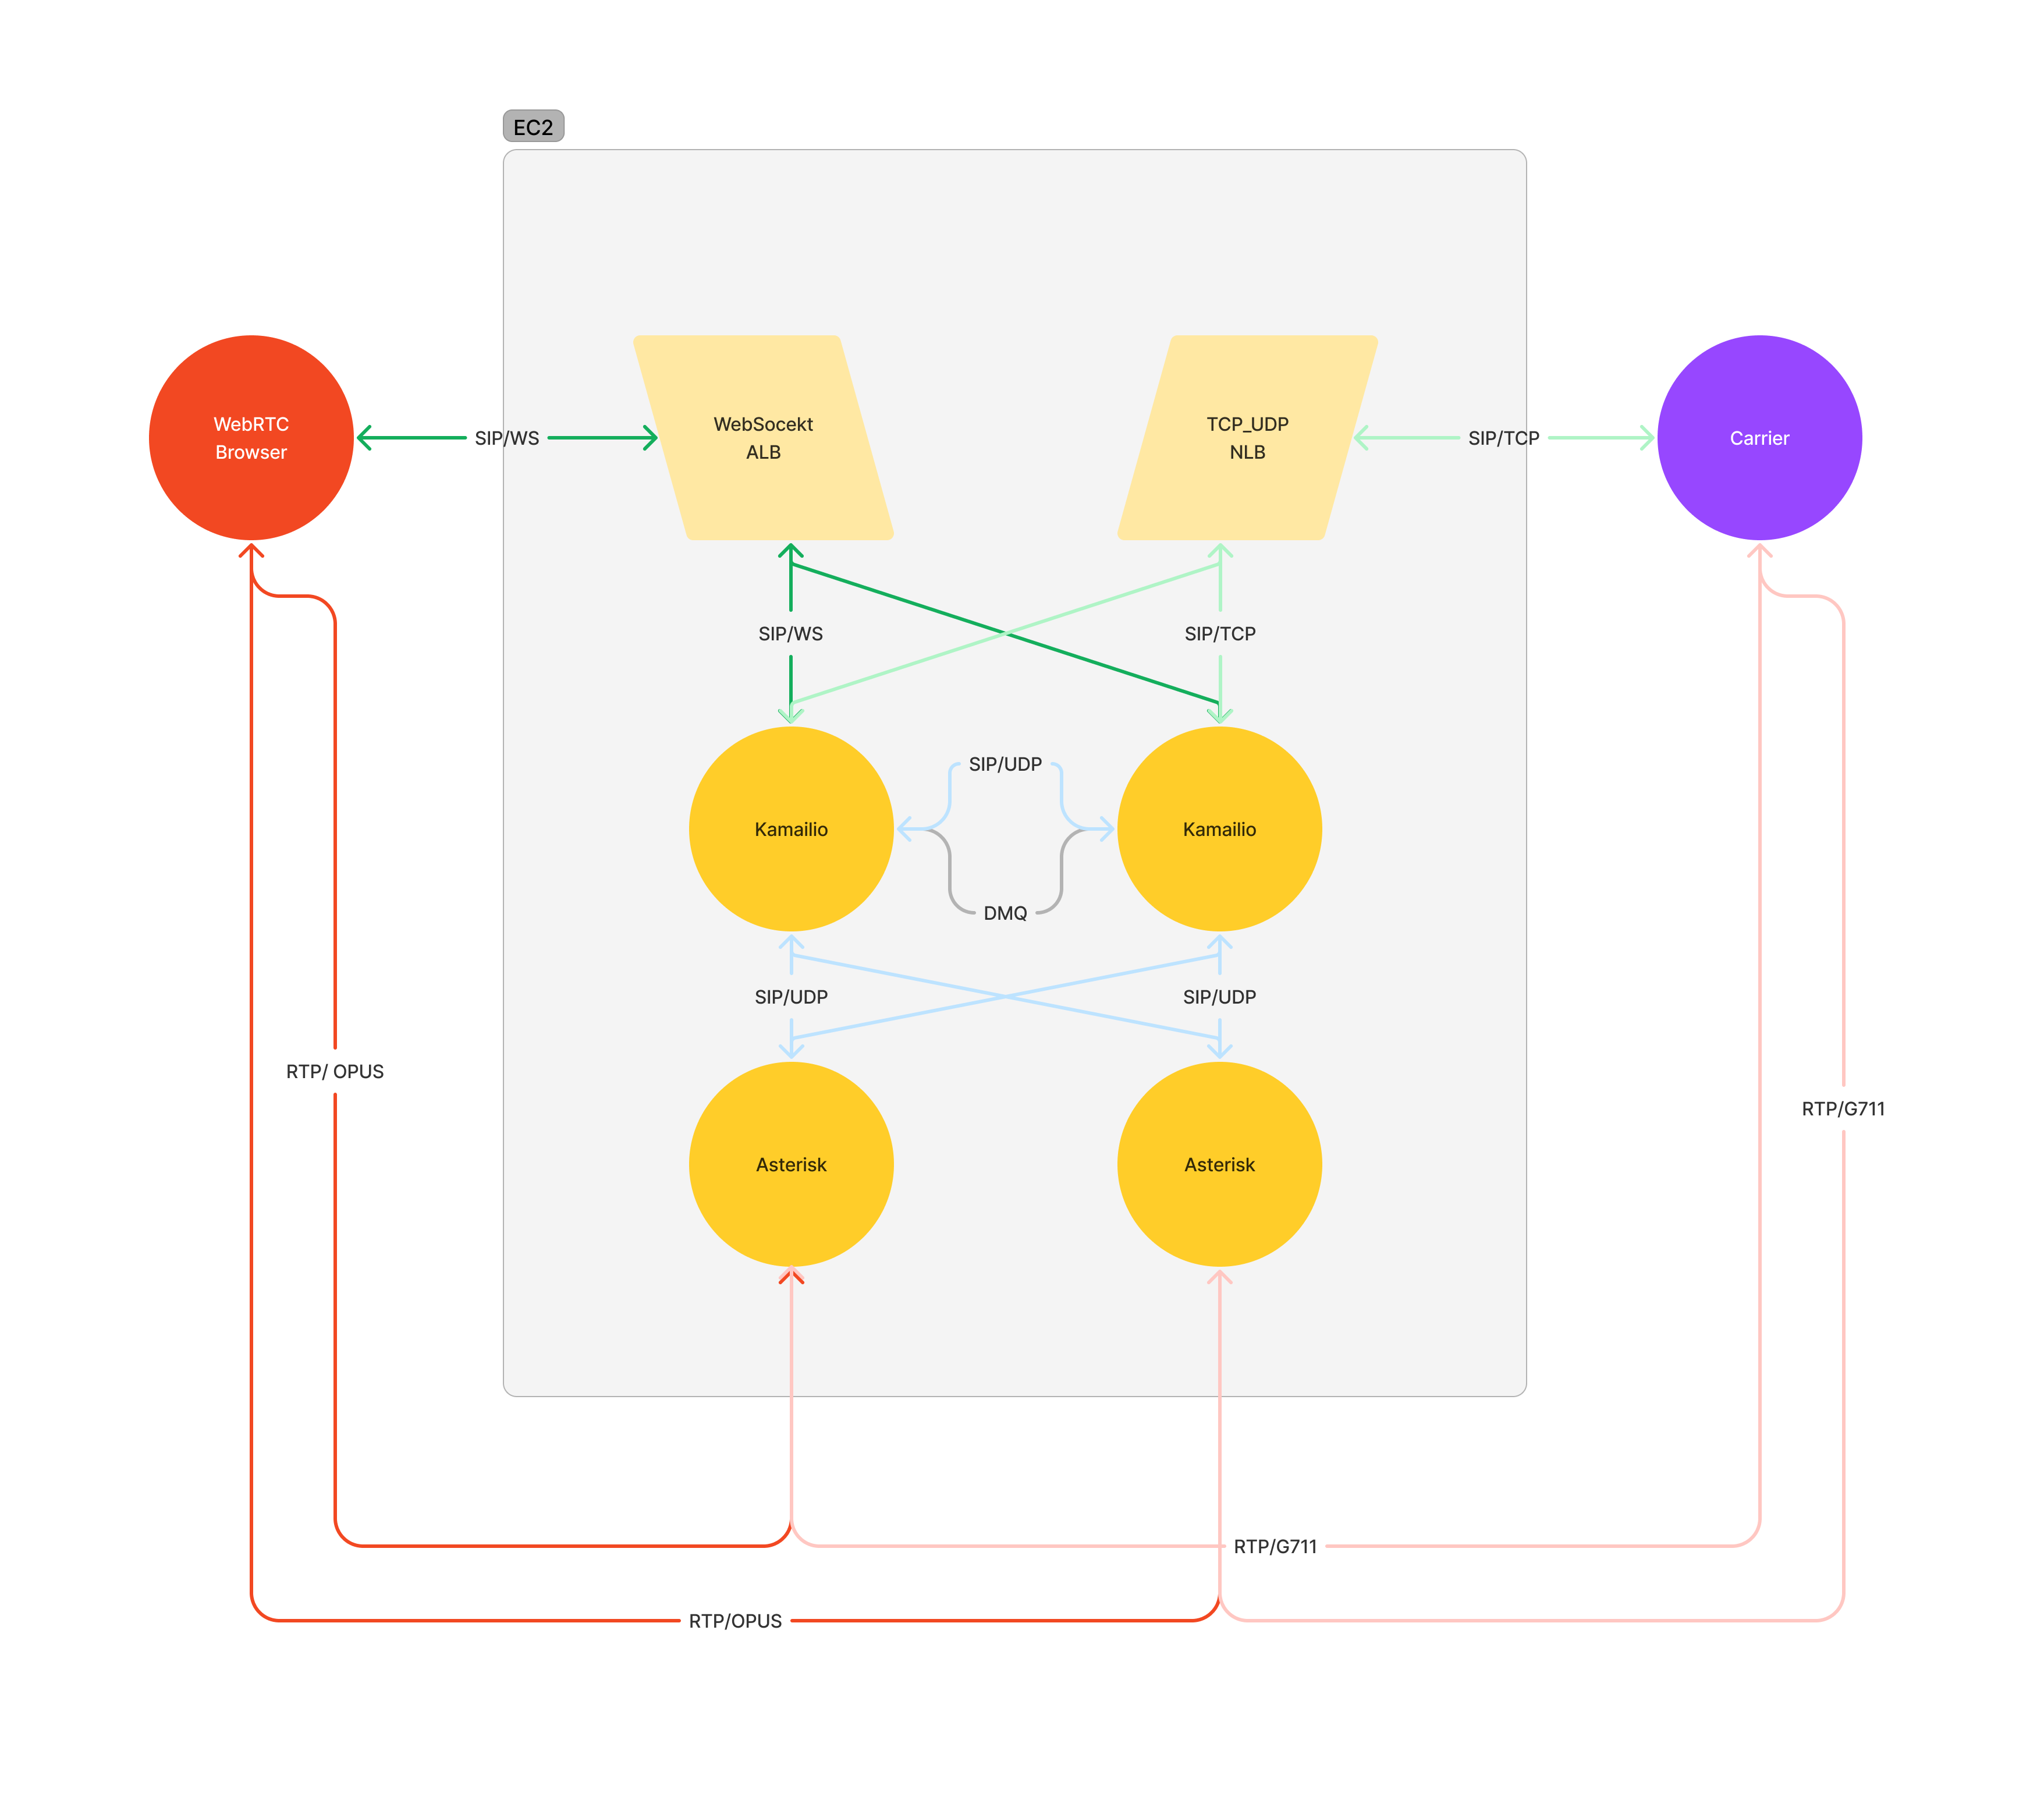 EC2
WebRTC
Browser
SIP/WS
WebSocekt
ALB
TCP_UDP
NLB
SIP/TCP
Carrier
SIP/WS
SIP/TCP
SIP/UDP
Kamailio
Kamailio
DMQ
SIP/UDP
SIP/UDP
RTP/ OPUS
RTP/G711
Asterisk
Asterisk
RTP/G711
RTP/OPUS